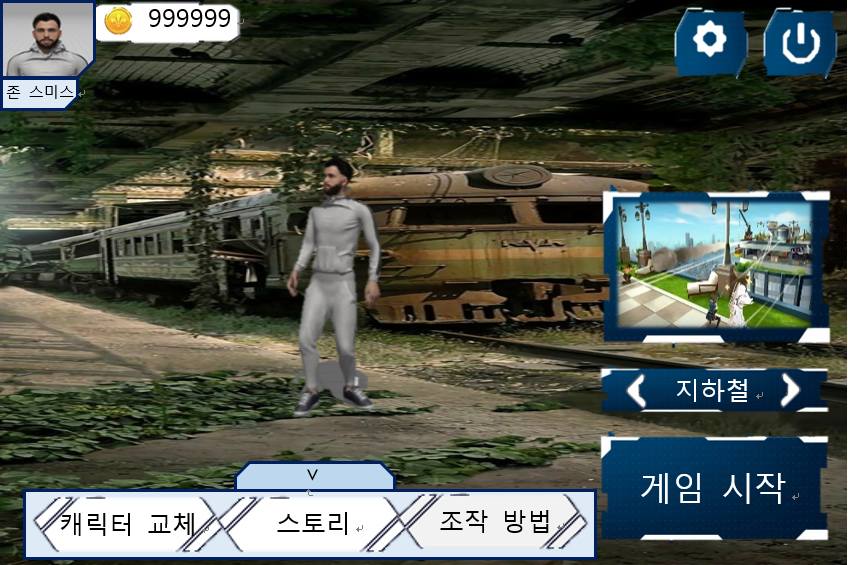 999999
존 스미스
지하철
게임 시작
캐릭터 교체
스토리
조작 방법